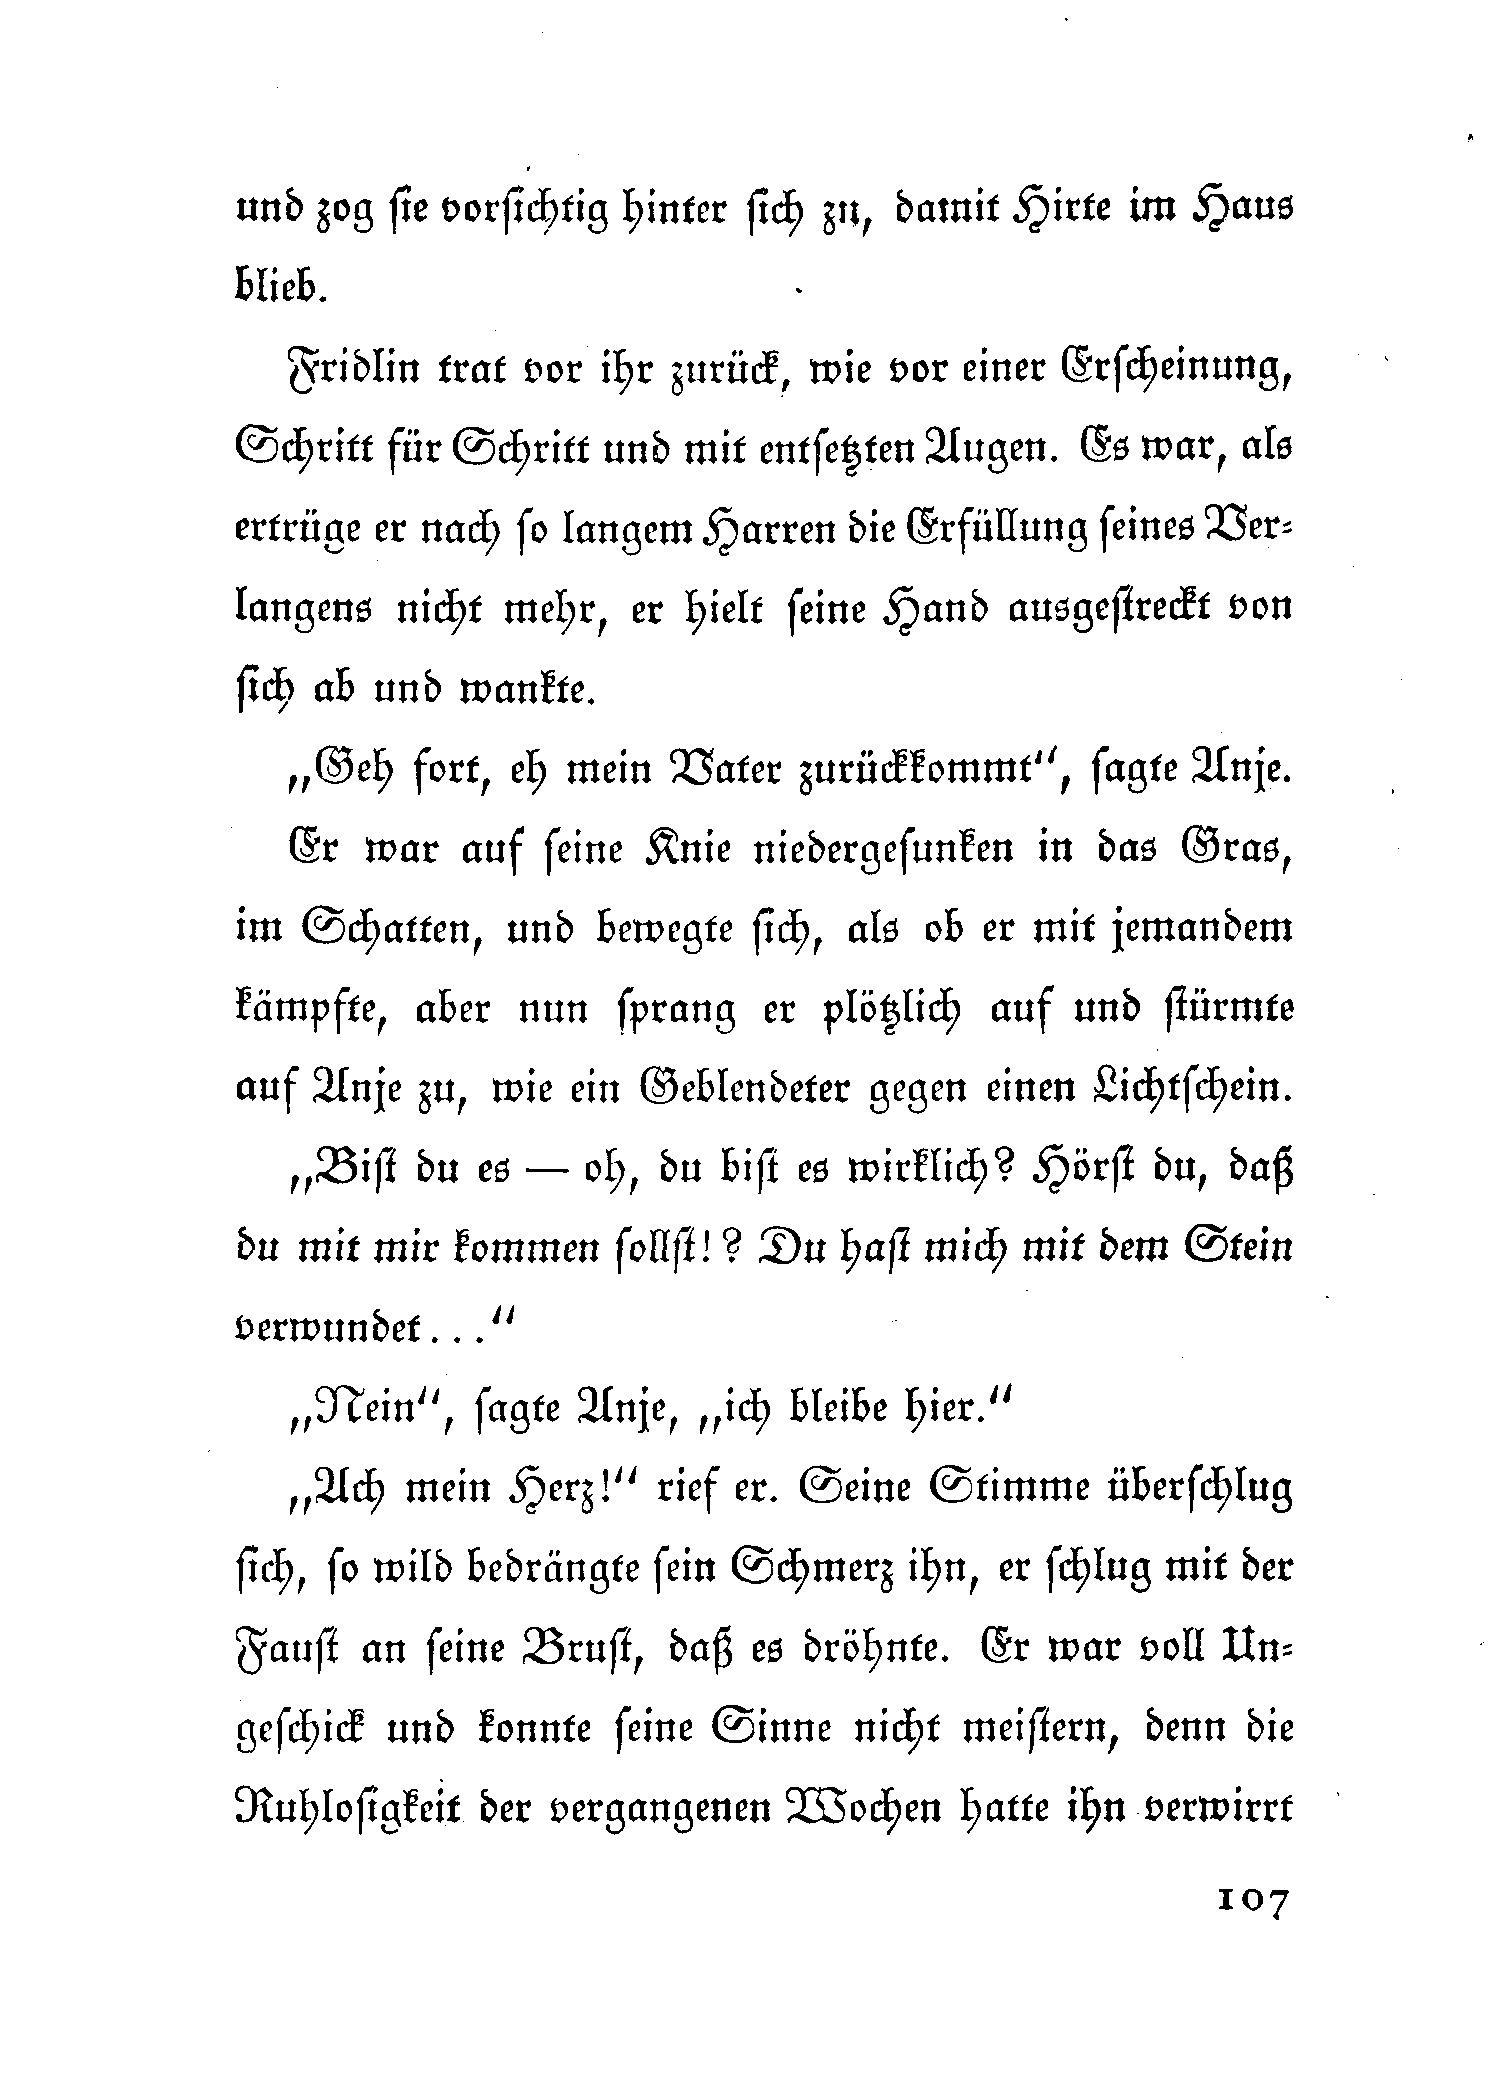 und zog ſie vorſichtig hinter ſich zu, damit Hirte im Haus
blieb.
Fridlin trat vor ihr zurück, wie vor einer Erſcheinung,
Schritt für Schritt und mit entſetzten Augen. Es war, als
ertrüge er nach ſo langem Harren die Erfüllung ſeines Ver⸗
langens nicht mehr, er hielt ſeine Hand ausgeſtreckt von
ſich ab und wankte.
„Geh fort, eh mein Vater zurückkommt“, ſagte Anje.
Er war auf ſeine Knie niedergeſunken in das Gras,
im Schatten, und bewegte ſich, als ob er mit jemandem
kämpfte, aber nun ſprang er plötzlich auf und ſtürmte
auf Anje zu, wie ein Geblendeter gegen einen Lichtſchein.
„Biſt du es — oh, du biſt es wirklich? Hörſt du, daß
du mit mir kommen ſollſt!? Du haſt mich mit dem Stein
verwundet...“
„Nein“, ſagte Anje, „ich bleibe hier.“
„Ach mein Herz!“ rief er. Seine Stimme überſchlug
ſich, ſo wild bedrängte ſein Schmerz ihn, er ſchlug mit der
Fauſt an ſeine Bruſt, daß es dröhnte. Er war voll Un⸗
geſchick und konnte ſeine Sinne nicht meiſtern, denn die
Ruhloſigkeit der vergangenen Wochen hatte ihn verwirrt
107